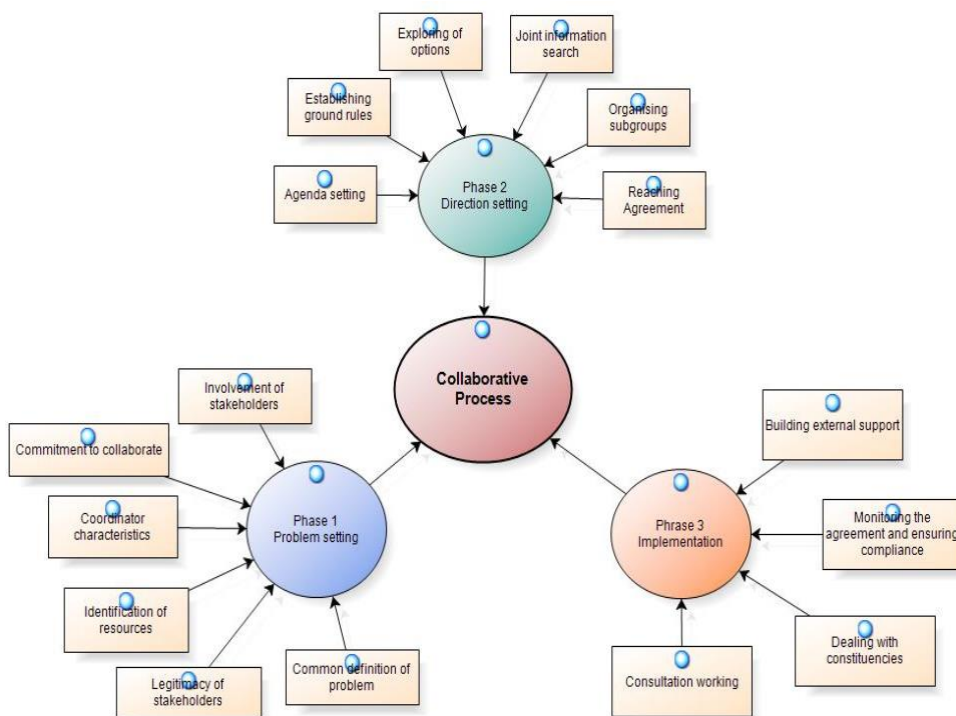 Exploring of
options
Joint information
search
Establishing
ground rules
Organising
subgroups
Agenda setting
Phase 2
Direction setting
Reaching
Agreement
Collaborative
Process
Involvement of
stakeholders
Commitment to collaborate
Coordinator
characteristics
Phase 1
Problem setting
Identification of
resources
Legitimacy of
stakeholders
Common definition of
problem
Building external support
Phrase 3
Implementation
Monitoring the
agreement and ensuring
compliance
Dealing with
constituencies
Consultation working